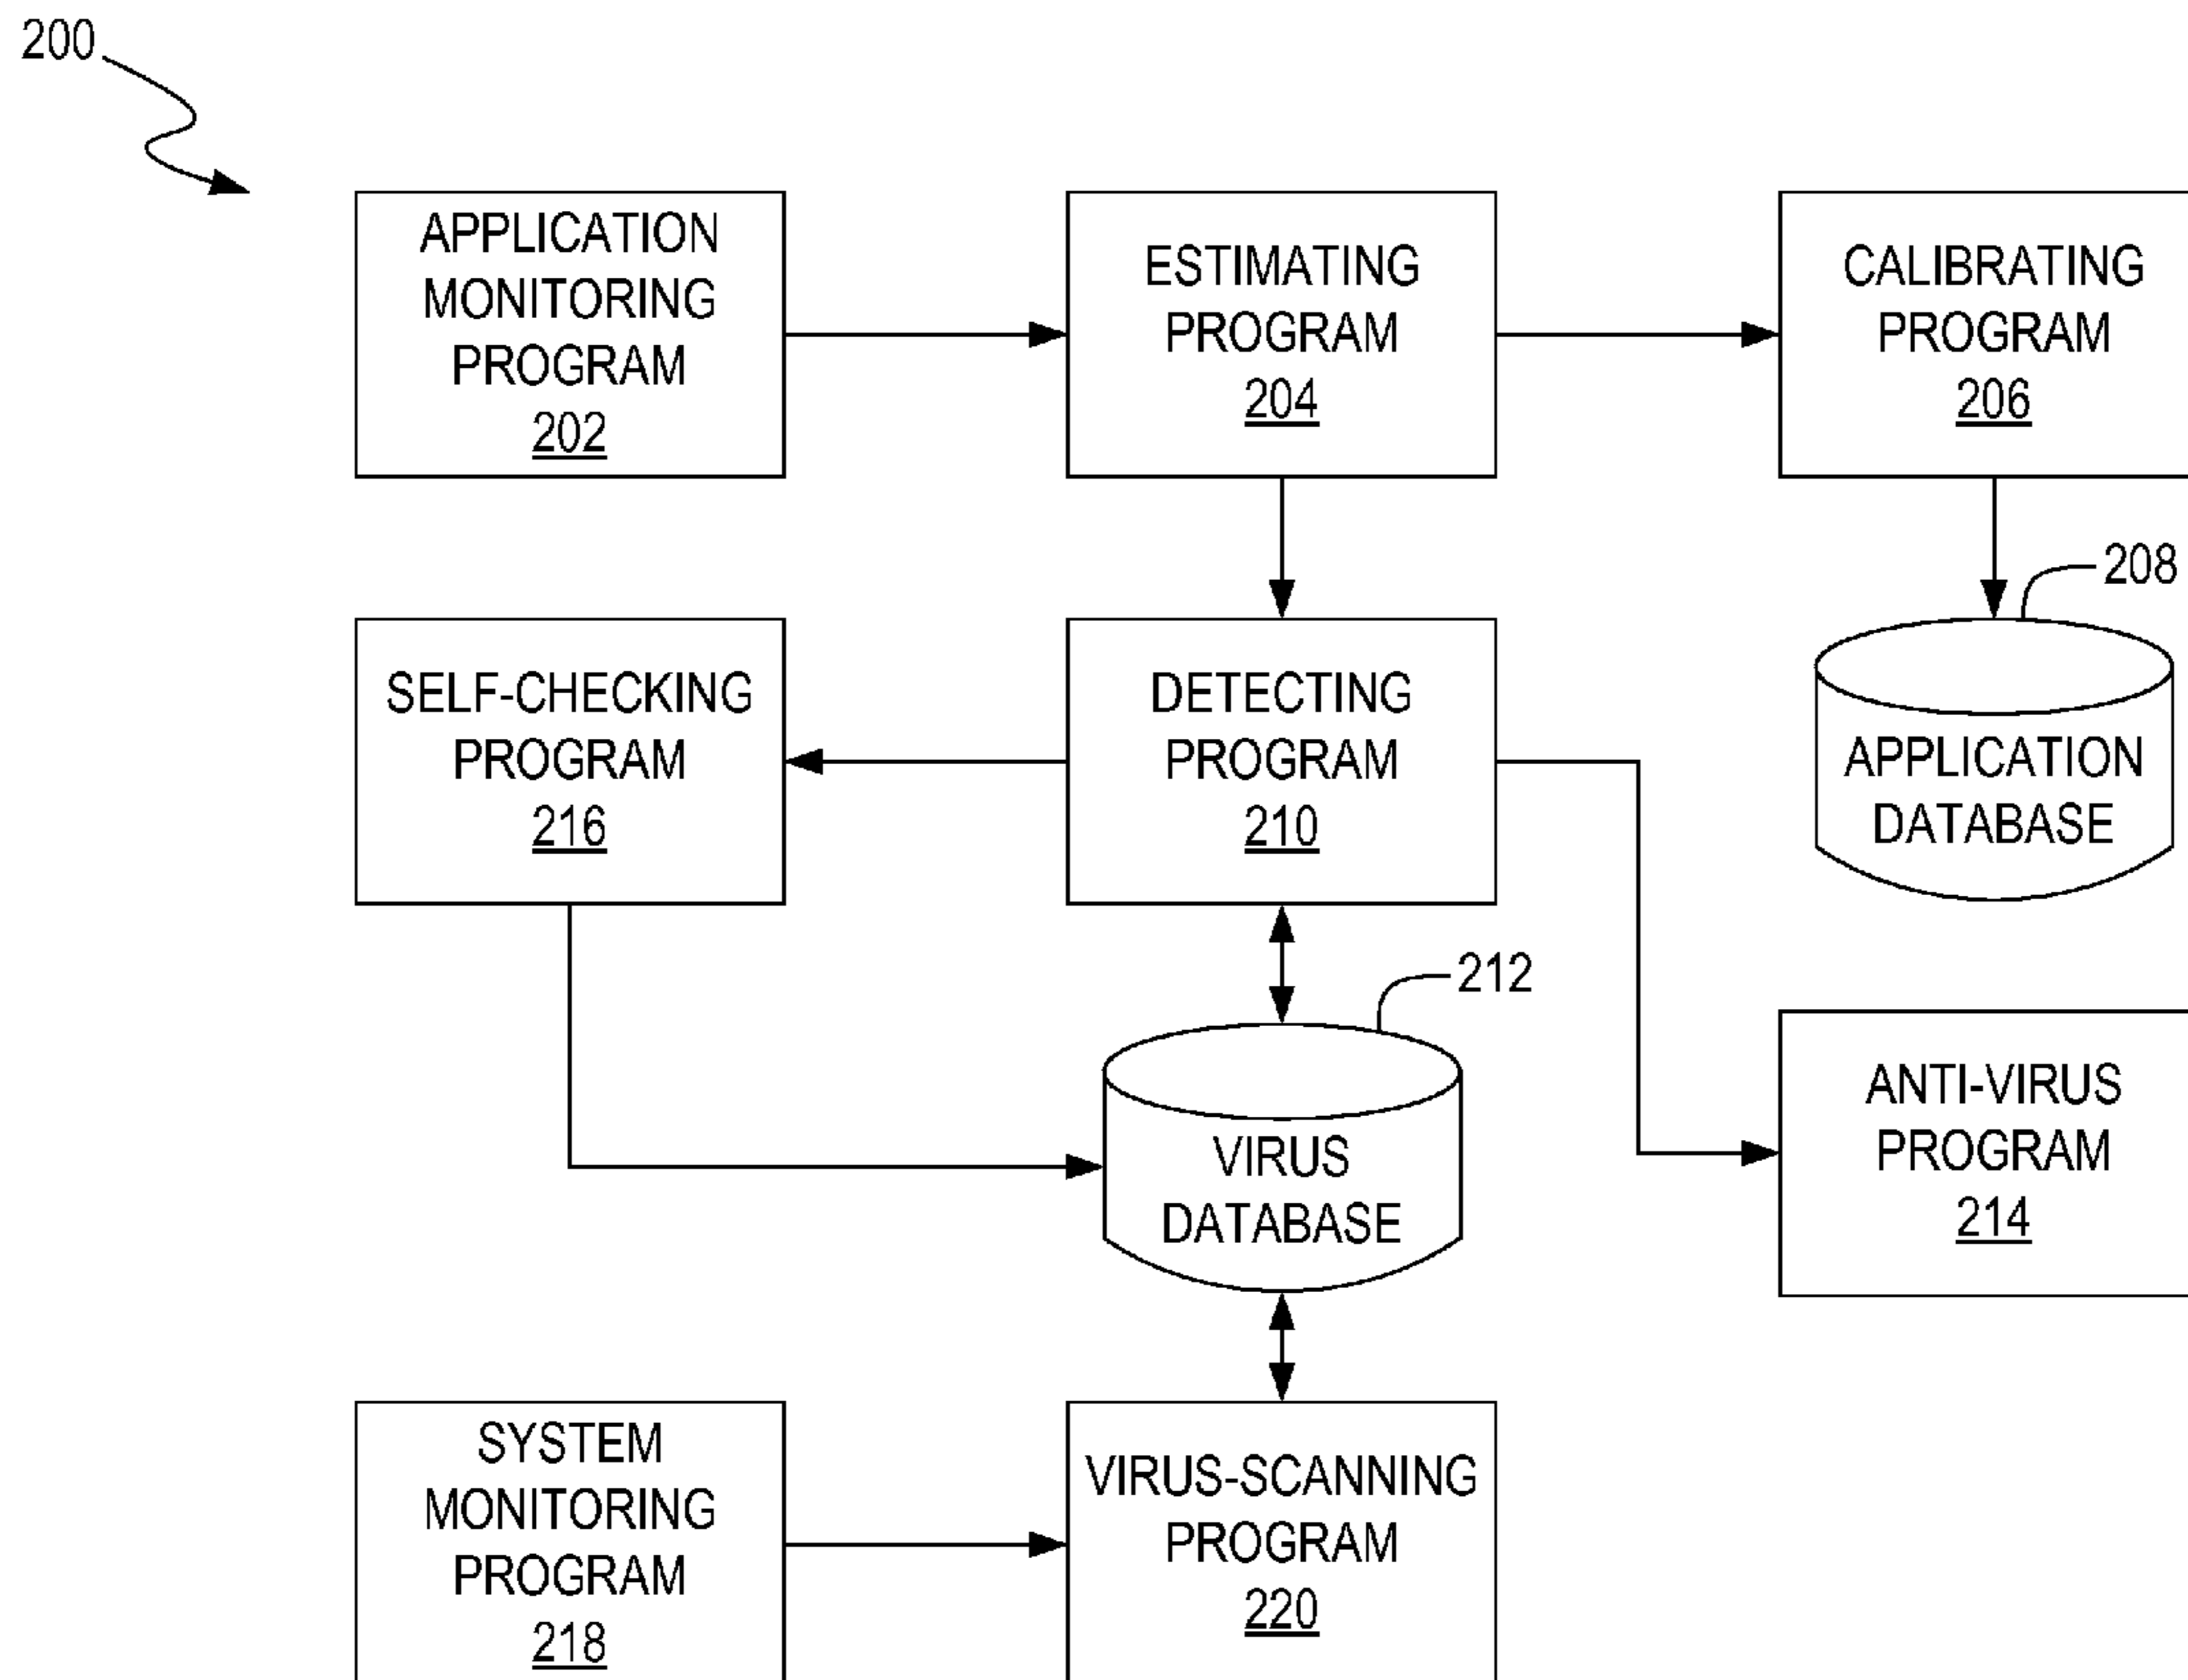 200
APPLICATION
MONITORING
PROGRAM
202
ESTIMATING
PROGRAM
204
CALIBRATING
PROGRAM
206
208
SELF-CHECKING
PROGRAM
216
DETECTING
PROGRAM
210
APPLICATION
DATABASE
212
VIRUS
DATABASE
ANTI-VIRUS
PROGRAM
214
SYSTEM
MONITORING
PROGRAM
218
VIRUS-SCANNING
PROGRAM
220